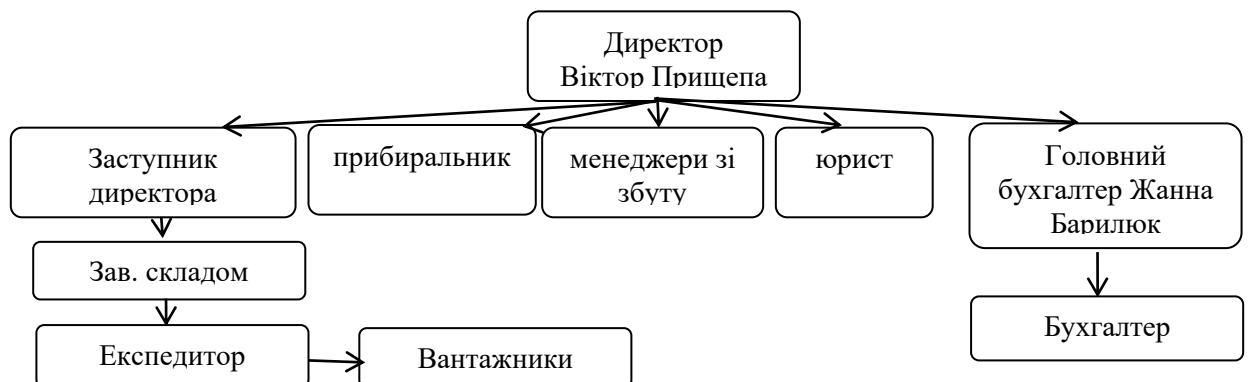 Директор
Віктор Прищепа
Заступник
директора
прибиральник
менеджери зі
збуту
юрист
Головний
бухгалтер Жанна
Барилюк
Зав. складом
Експедитор
Вантажники
Бухгалтер